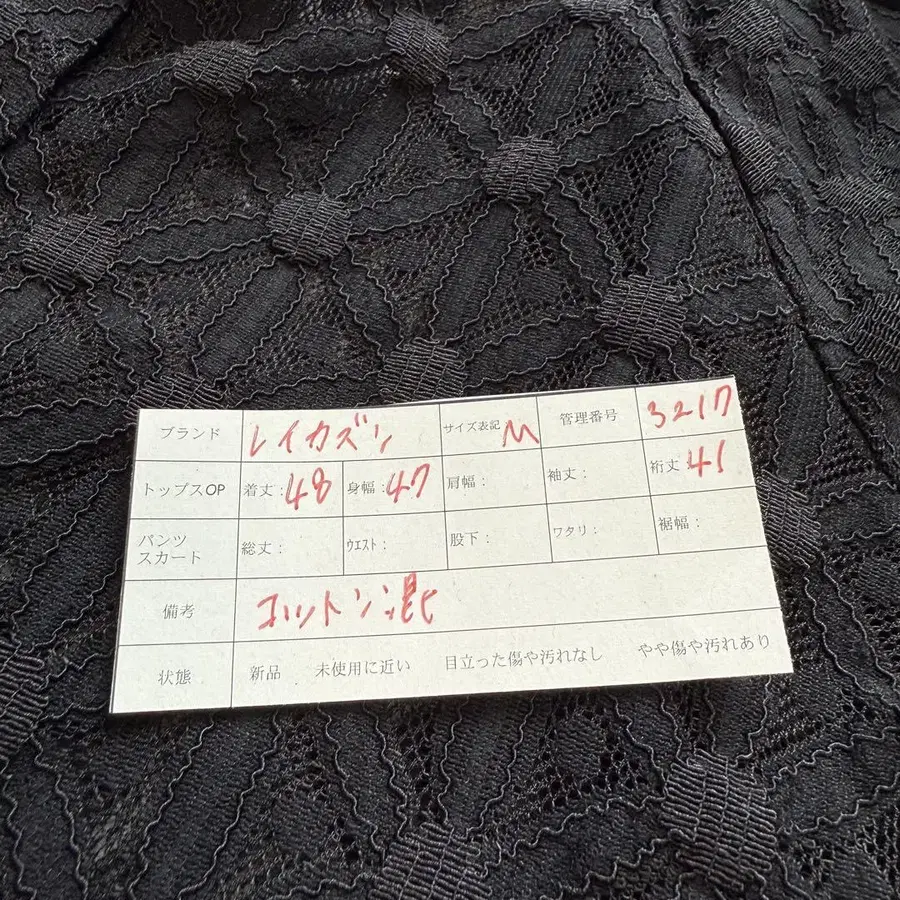 ブランド レイカズン サイズ表記 M 管理番号 3217
トップスOP 着丈:48 身幅:47 肩幅: 袖丈: 裄丈:41
パンツ
スカート 総丈: ウエスト: 股下: ワタリ: 裾幅:
備考 コットン混
状態 新品 未使用に近い 目立った傷や汚れなし やや傷や汚れあり